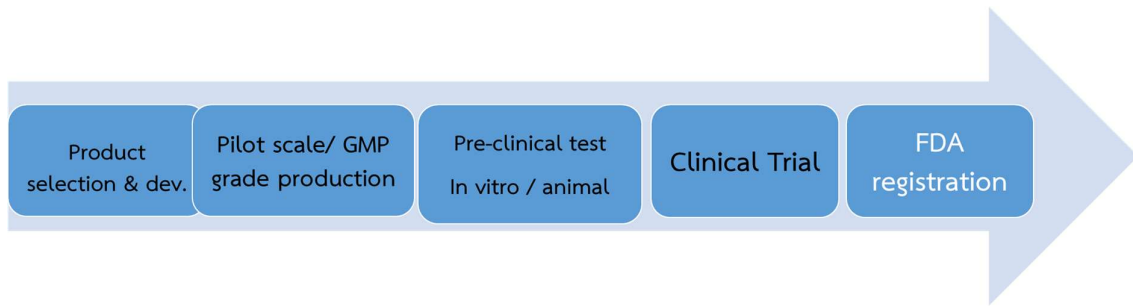 Product
selection & dev.
Pilot scale/ GMP
grade production
Pre-clinical test
In vitro / animal
Clinical Trial
FDA
registration